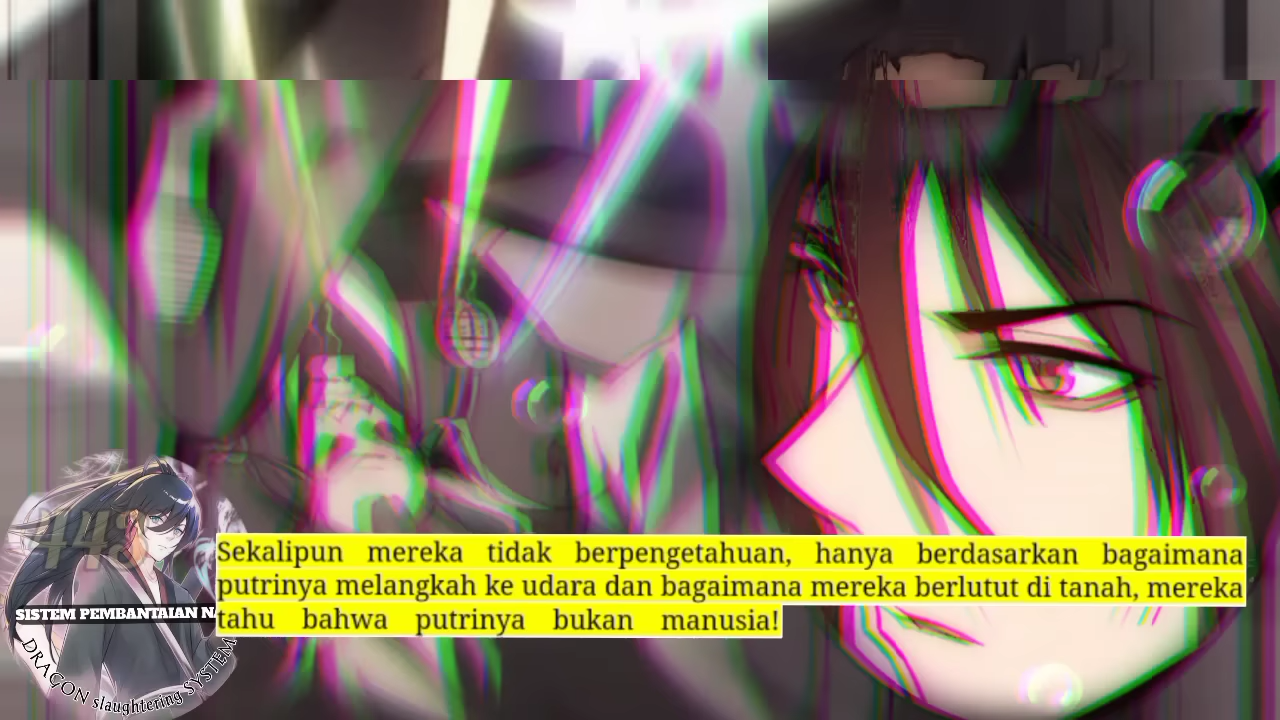 Sekalipun mereka tidak berpengetahuan, hanya berdasarkan bagaimana
putrinya melangkah ke udara dan bagaimana mereka berlutut di tanah, mereka
tahu bahwa putrinya bukan manusia!
SISTEM PEMBANTAIAN NA
DRAGON slaughtering SYSTEM